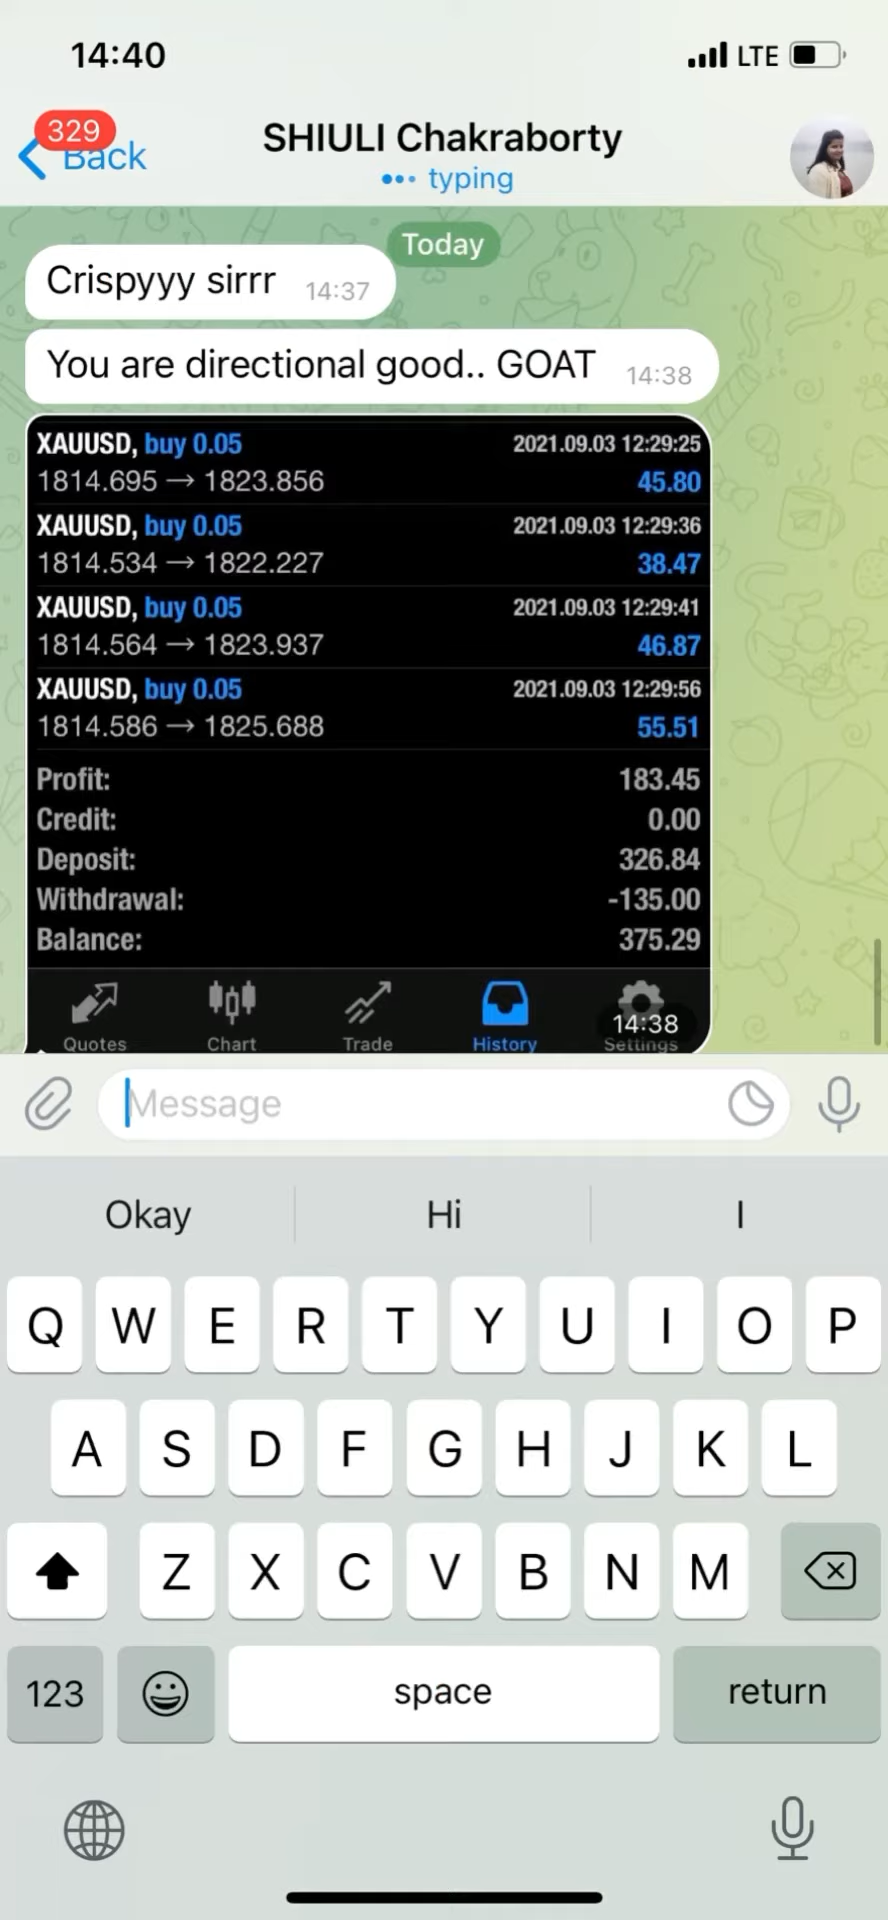 14:40
LTE
329
Back
SHIULI Chakraborty
typing
Today
Crispyyy sirrr 14:37
You are directional good.. GOAT 14:38
XAUUSD, buy 0.05 2021.09.03 12:29:25
1814.695 → 1823.856 45.80
XAUUSD, buy 0.05 2021.09.03 12:29:36
1814.534 → 1822.227 38.47
XAUUSD, buy 0.05 2021.09.03 12:29:41
1814.564 → 1823.937 46.87
XAUUSD, buy 0.05 2021.09.03 12:29:56
1814.586 → 1825.688 55.51
Profit: 183.45
Credit: 0.00
Deposit: 326.84
Withdrawal: -135.00
Balance: 375.29
14:38
Quotes Chart Trade History Settings
Message
Okay Hi I
Q W E R T Y U I O P
A S D F G H J K L
Z X C V B N M
123 space return